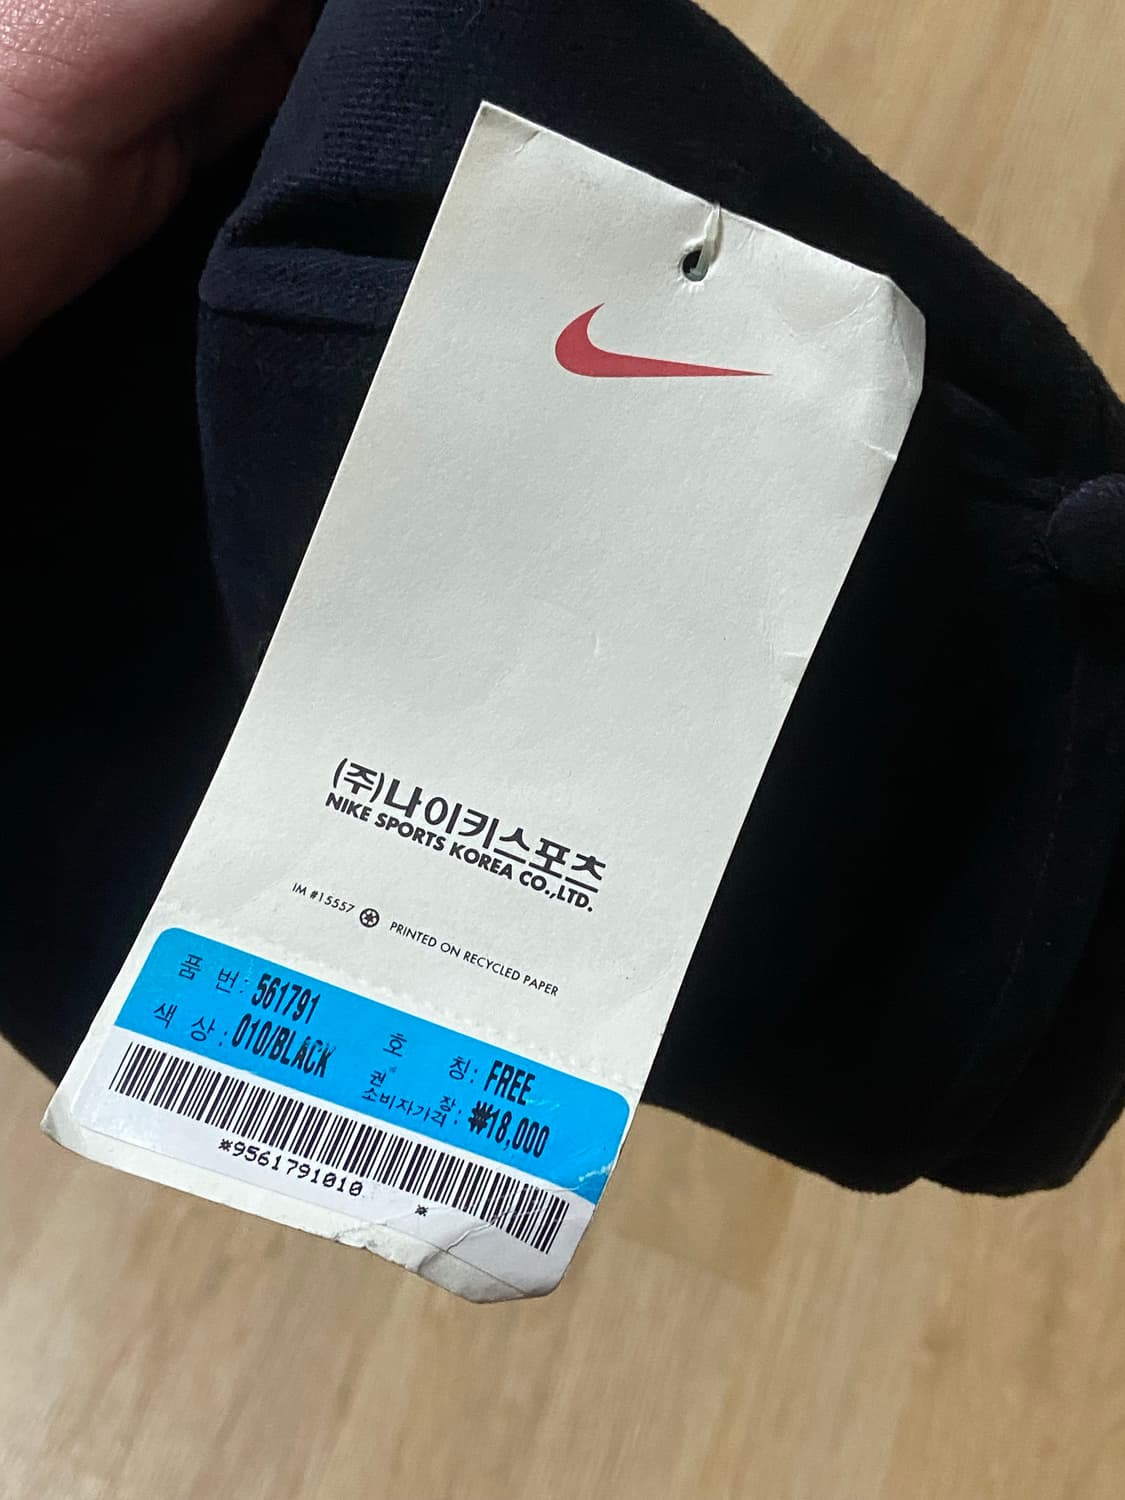 (주)나이키스포츠
NIKE SPORTS KOREA CO.,LTD.
IM #15557 PRINTED ON RECYCLED PAPER
품 번: 561791
호 칭: FREE
색 상: 010/BLACK
권 장
소비자가격: ₩18,000
*9561791010 *